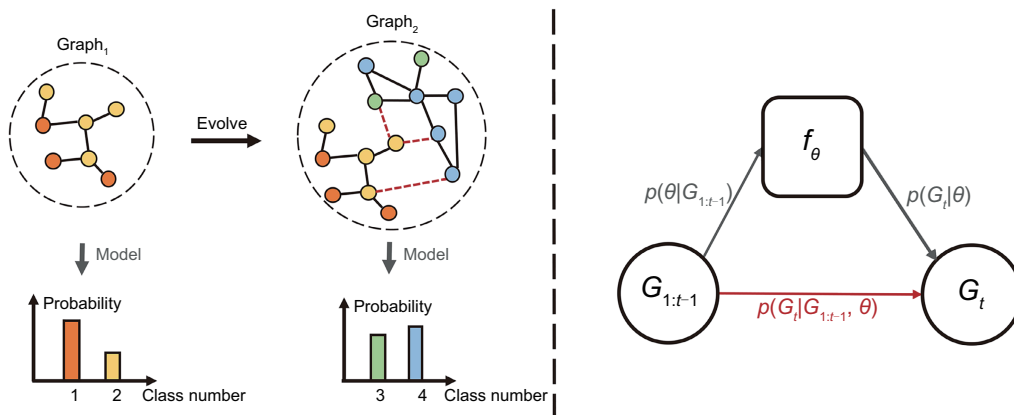 Graph₁
Graph₂
Evolve
Model
Model
Probability
1 2 Class number
Probability
3 4 Class number
f_θ
p(θ|G₁:ₜ₋₁)
p(Gₜ|θ)
G₁:ₜ₋₁
Gₜ
p(Gₜ|G₁:ₜ₋₁, θ)